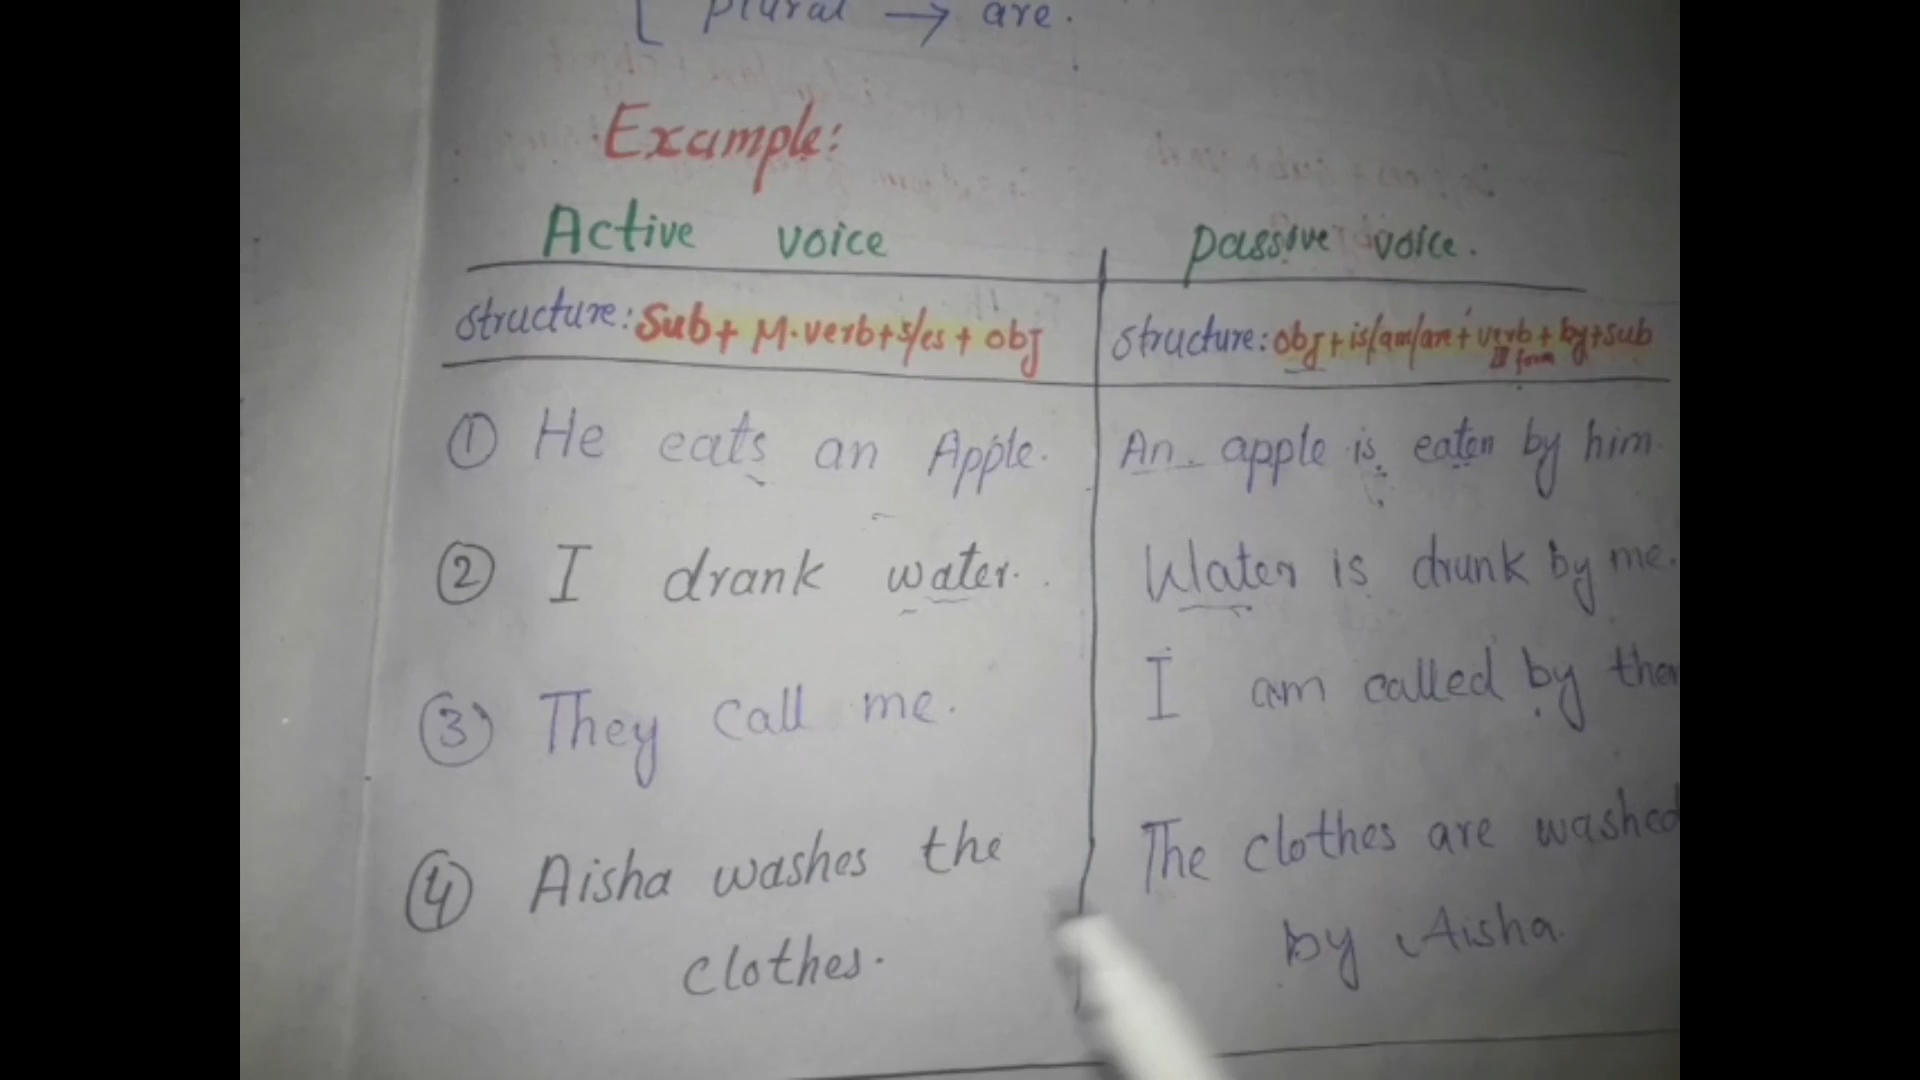 plural → are.
Example:
Active voice
passive voice.
structure: Sub + M.verb + s/es + obj
structure: obj + is/am/are + verb + by + sub
III form
① He eats an Apple.
An apple is eaten by him.
② I drank water.
Water is drunk by me.
③ They call me.
I am called by
④ Aisha washes the
clothes.
The clothes are washed
by Aisha.